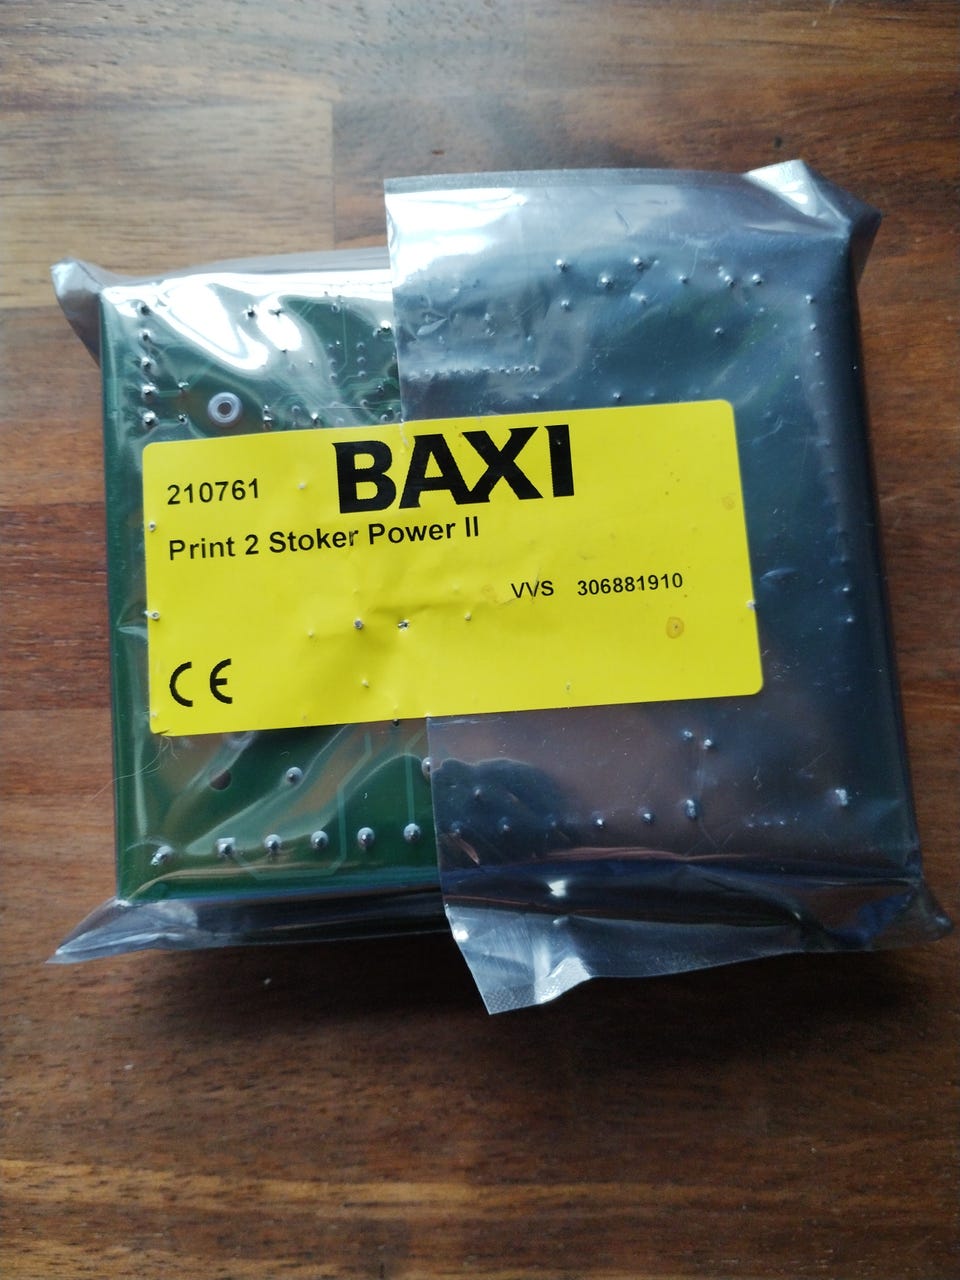 BAXI
210761
Print 2 Stoker Power II
VVS 306881910
CE